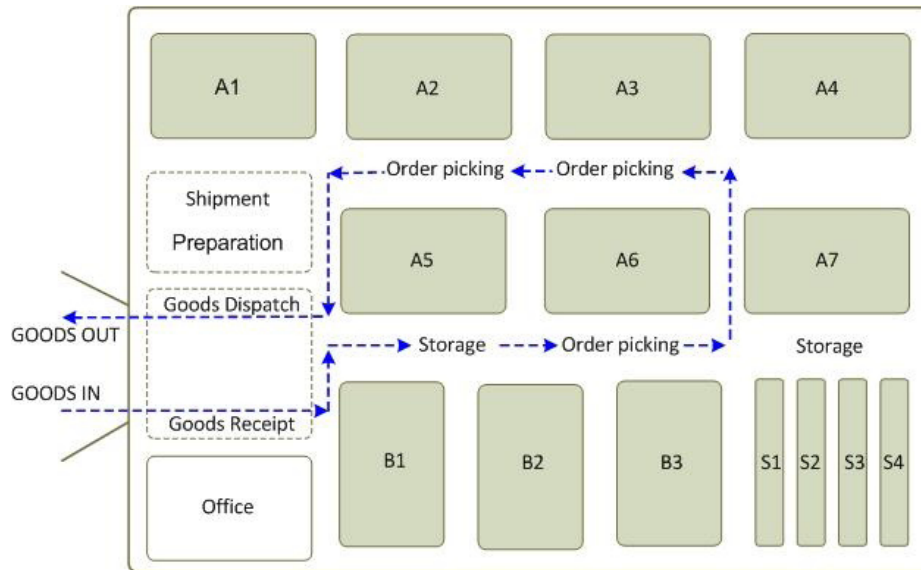 A1
A2
A3
A4
Order picking
Order picking
Shipment
Preparation
A5
A6
A7
Goods Dispatch
GOODS OUT
Storage
Order picking
Storage
GOODS IN
Goods Receipt
B1
B2
B3
S1
S2
S3
S4
Office